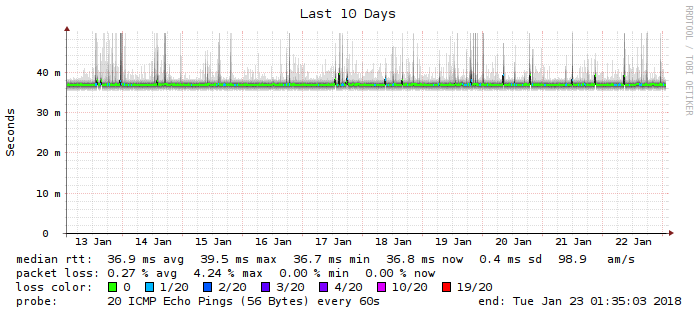 Last 10 Days
RRDTOOL / TOBI OETIKER
Seconds
40 m
30 m
20 m
10 m
0
13 Jan 14 Jan 15 Jan 16 Jan 17 Jan 18 Jan 19 Jan 20 Jan 21 Jan 22 Jan
median rtt: 36.9 ms avg 39.5 ms max 36.7 ms min 36.8 ms now 0.4 ms sd 98.9 am/s
packet loss: 0.27 % avg 4.24 % max 0.00 % min 0.00 % now
loss color: 0 1/20 2/20 3/20 4/20 10/20 19/20
probe: 20 ICMP Echo Pings (56 Bytes) every 60s end: Tue Jan 23 01:35:03 2018